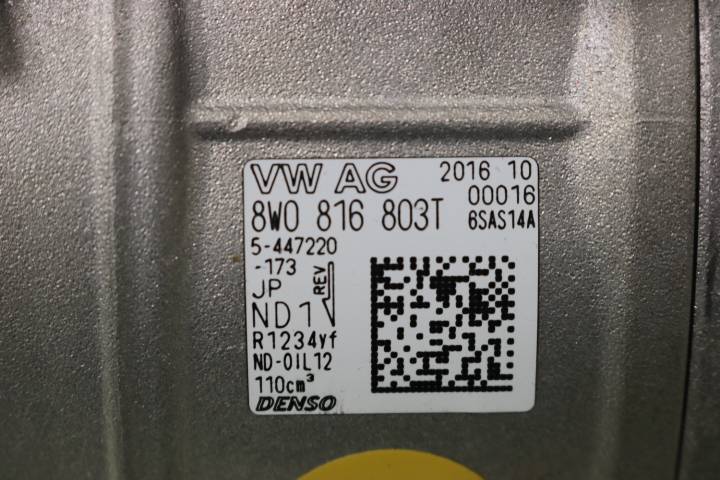 VW AG 2016 10
00016
8W0 816 803T 6SAS14A
5-447220
-173
JP
REV
ND1
R1234yf
ND-OIL12
110cm³
DENSO